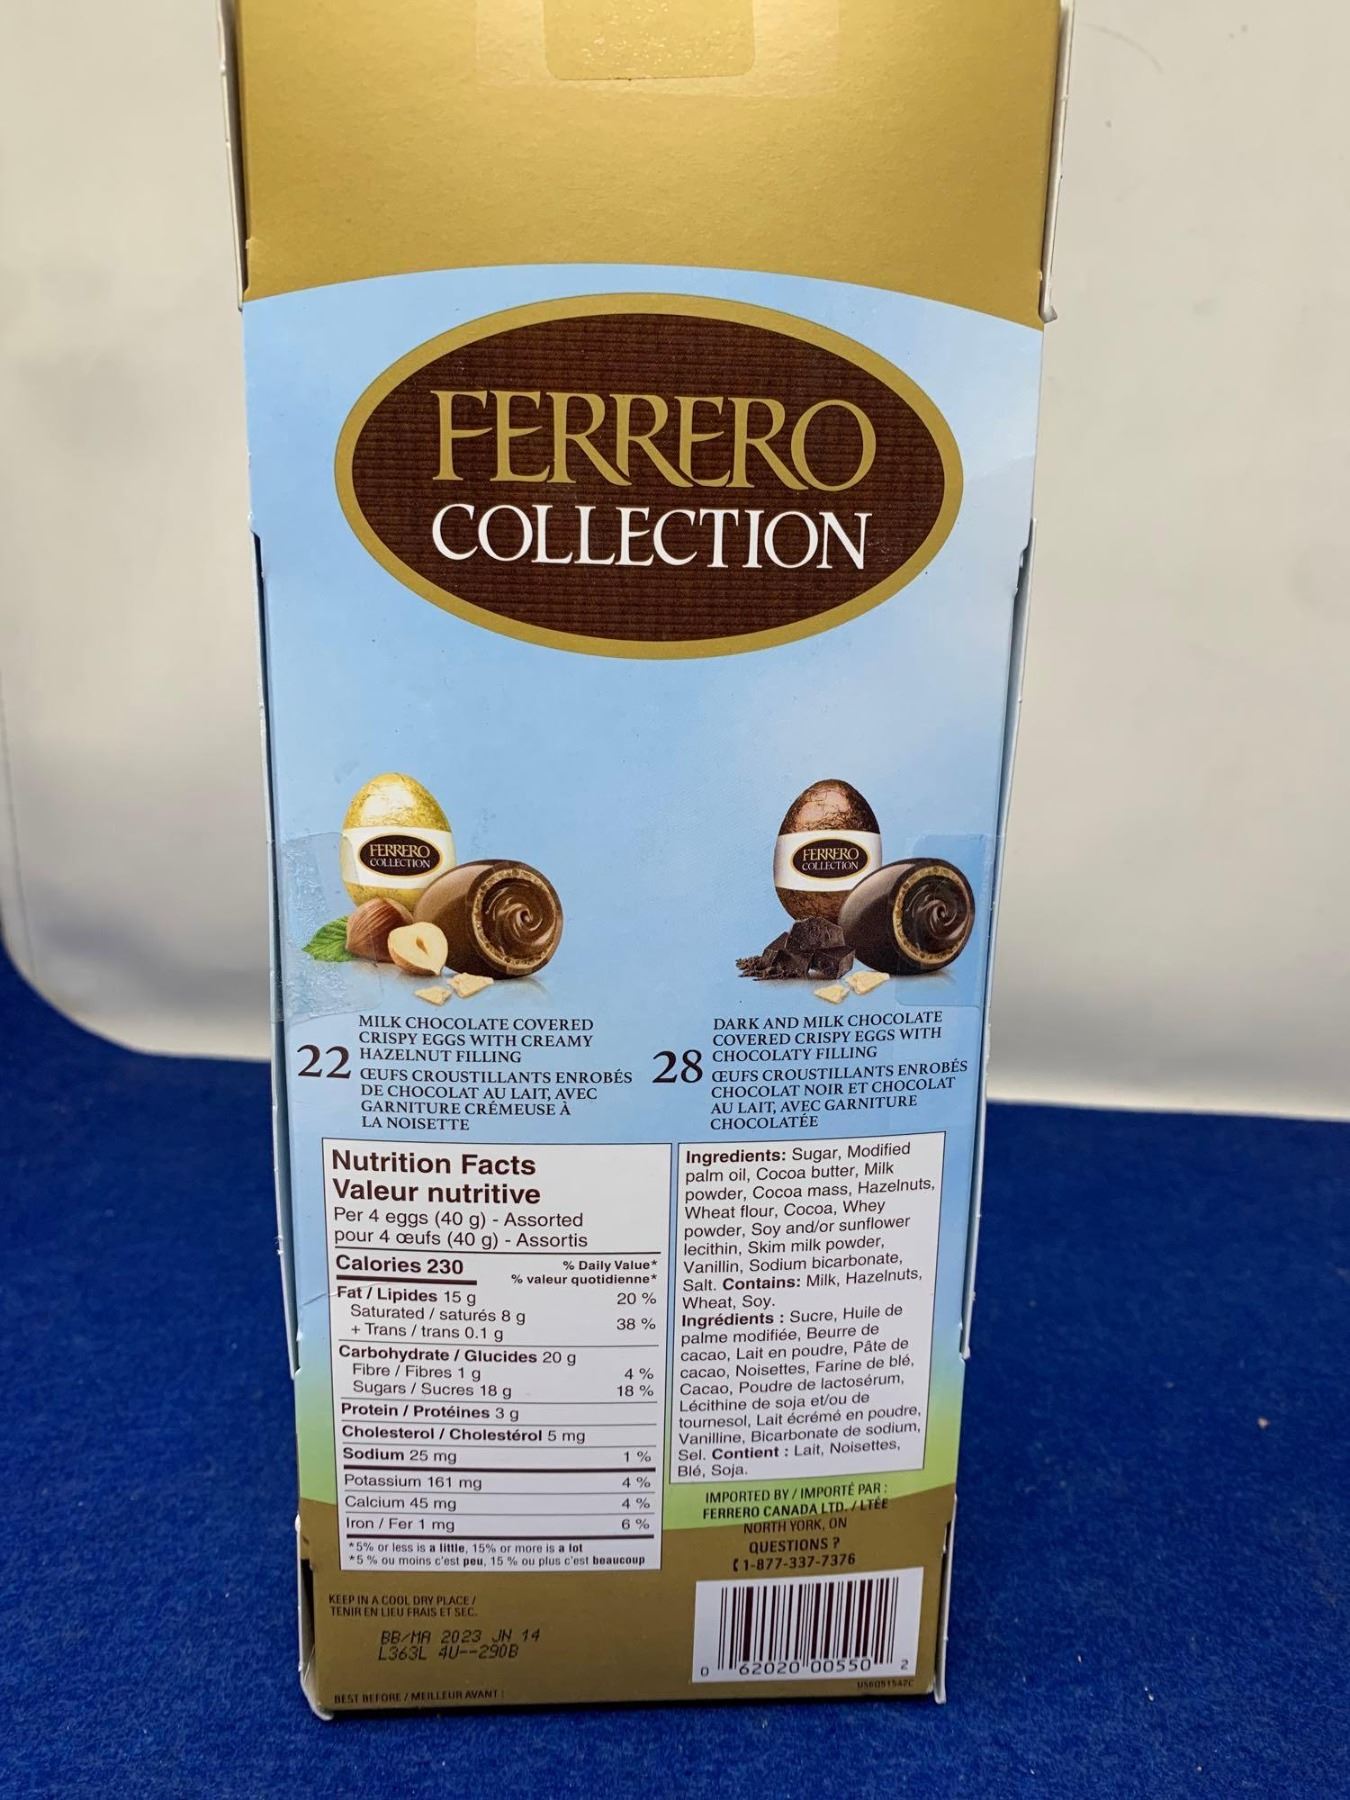 FERRERO
COLLECTION
FERRERO
COLLECTION
FERRERO
COLLECTION
22
MILK CHOCOLATE COVERED
CRISPY EGGS WITH CREAMY
HAZELNUT FILLING
ŒUFS CROUSTILLANTS ENROBÉS
DE CHOCOLAT AU LAIT, AVEC
GARNITURE CRÉMEUSE À
LA NOISETTE
28
DARK AND MILK CHOCOLATE
COVERED CRISPY EGGS WITH
CHOCOLATY FILLING
ŒUFS CROUSTILLANTS ENROBÉS
CHOCOLAT NOIR ET CHOCOLAT
AU LAIT, AVEC GARNITURE
CHOCOLATÉE
Nutrition Facts
Valeur nutritive
Per 4 eggs (40 g) - Assorted
pour 4 œufs (40 g) - Assortis
Calories 230
% Daily Value*
% valeur quotidienne*
Fat / Lipides 15 g 20 %
Saturated / saturés 8 g
+ Trans / trans 0.1 g 38 %
Carbohydrate / Glucides 20 g
Fibre / Fibres 1 g 4 %
Sugars / Sucres 18 g 18 %
Protein / Protéines 3 g
Cholesterol / Cholestérol 5 mg
Sodium 25 mg 1 %
Potassium 161 mg 4 %
Calcium 45 mg 4 %
Iron / Fer 1 mg 6 %
*5% or less is a little, 15% or more is a lot
*5 % ou moins c'est peu, 15 % ou plus c'est beaucoup
Ingredients: Sugar, Modified
palm oil, Cocoa butter, Milk
powder, Cocoa mass, Hazelnuts,
Wheat flour, Cocoa, Whey
powder, Soy and/or sunflower
lecithin, Skim milk powder,
Vanillin, Sodium bicarbonate,
Salt. Contains: Milk, Hazelnuts,
Wheat, Soy.
Ingrédients : Sucre, Huile de
palme modifiée, Beurre de
cacao, Lait en poudre, Pâte de
cacao, Noisettes, Farine de blé,
Cacao, Poudre de lactosérum,
Lécithine de soja et/ou de
tournesol, Lait écrémé en poudre,
Vanilline, Bicarbonate de sodium,
Sel. Contient : Lait, Noisettes,
Blé, Soja.
IMPORTED BY / IMPORTÉ PAR :
FERRERO CANADA LTD. / LTÉE
NORTH YORK, ON
QUESTIONS ?
1-877-337-7376
KEEP IN A COOL DRY PLACE /
TENIR EN LIEU FRAIS ET SEC.
BB/MA 2023 JN 14
L363L 4U--290B
BEST BEFORE / MEILLEUR AVANT :
0 62020 00550 2